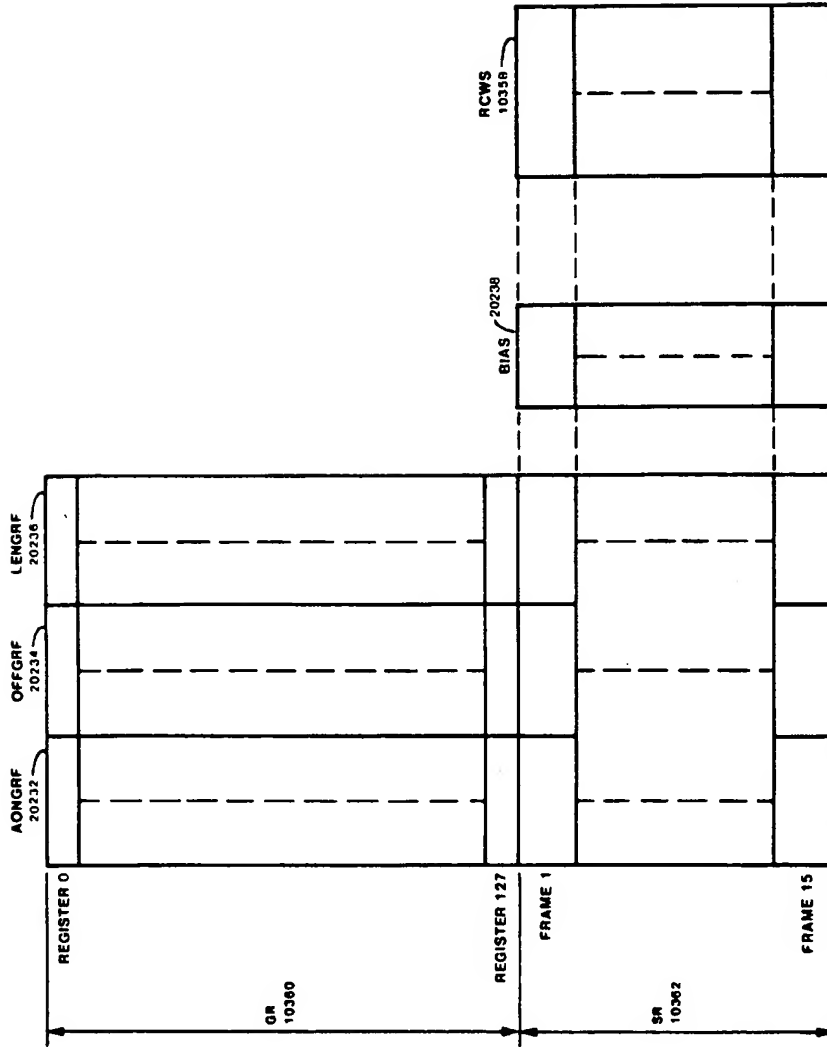 AONGRF
20232
OFFGRF
20234
LENGRF
20236
REGISTER 0
GR
10360
REGISTER 127
BIAS
20238
RCWS
10358
FRAME 1
SR
10362
FRAME 15